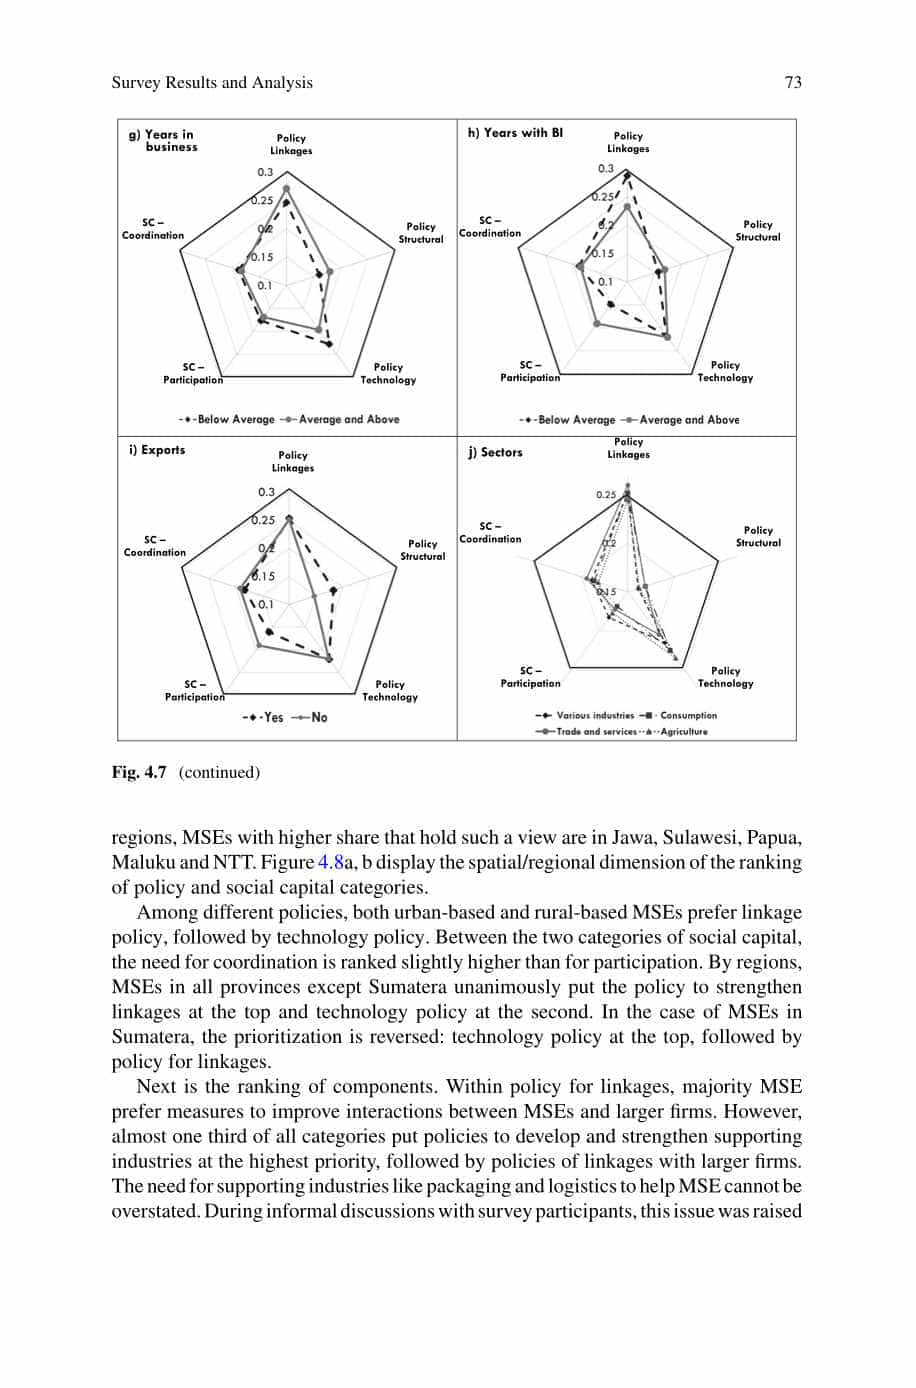 Survey Results and Analysis 73
g) Years in
business
Policy
Linkages
0.3
0.25
0.2
0.15
0.1
SC –
Coordination
Policy
Structural
SC –
Participation
Policy
Technology
Below Average Average and Above
h) Years with BI
Policy
Linkages
0.3
0.25
0.2
0.15
0.1
SC –
Coordination
Policy
Structural
SC –
Participation
Policy
Technology
Below Average Average and Above
i) Exports
Policy
Linkages
0.3
0.25
0.2
0.15
0.1
SC –
Coordination
Policy
Structural
SC –
Participation
Policy
Technology
Yes No
j) Sectors
Policy
Linkages
0.25
0.2
0.15
SC –
Coordination
Policy
Structural
SC –
Participation
Policy
Technology
Various industries Consumption
Trade and services Agriculture
Fig. 4.7 (continued)
regions, MSEs with higher share that hold such a view are in Jawa, Sulawesi, Papua,
Maluku and NTT. Figure 4.8a, b display the spatial/regional dimension of the ranking
of policy and social capital categories.
Among different policies, both urban-based and rural-based MSEs prefer linkage
policy, followed by technology policy. Between the two categories of social capital,
the need for coordination is ranked slightly higher than for participation. By regions,
MSEs in all provinces except Sumatera unanimously put the policy to strengthen
linkages at the top and technology policy at the second. In the case of MSEs in
Sumatera, the prioritization is reversed: technology policy at the top, followed by
policy for linkages.
Next is the ranking of components. Within policy for linkages, majority MSE
prefer measures to improve interactions between MSEs and larger firms. However,
almost one third of all categories put policies to develop and strengthen supporting
industries at the highest priority, followed by policies of linkages with larger firms.
The need for supporting industries like packaging and logistics to help MSE cannot be
overstated. During informal discussions with survey participants, this issue was raised